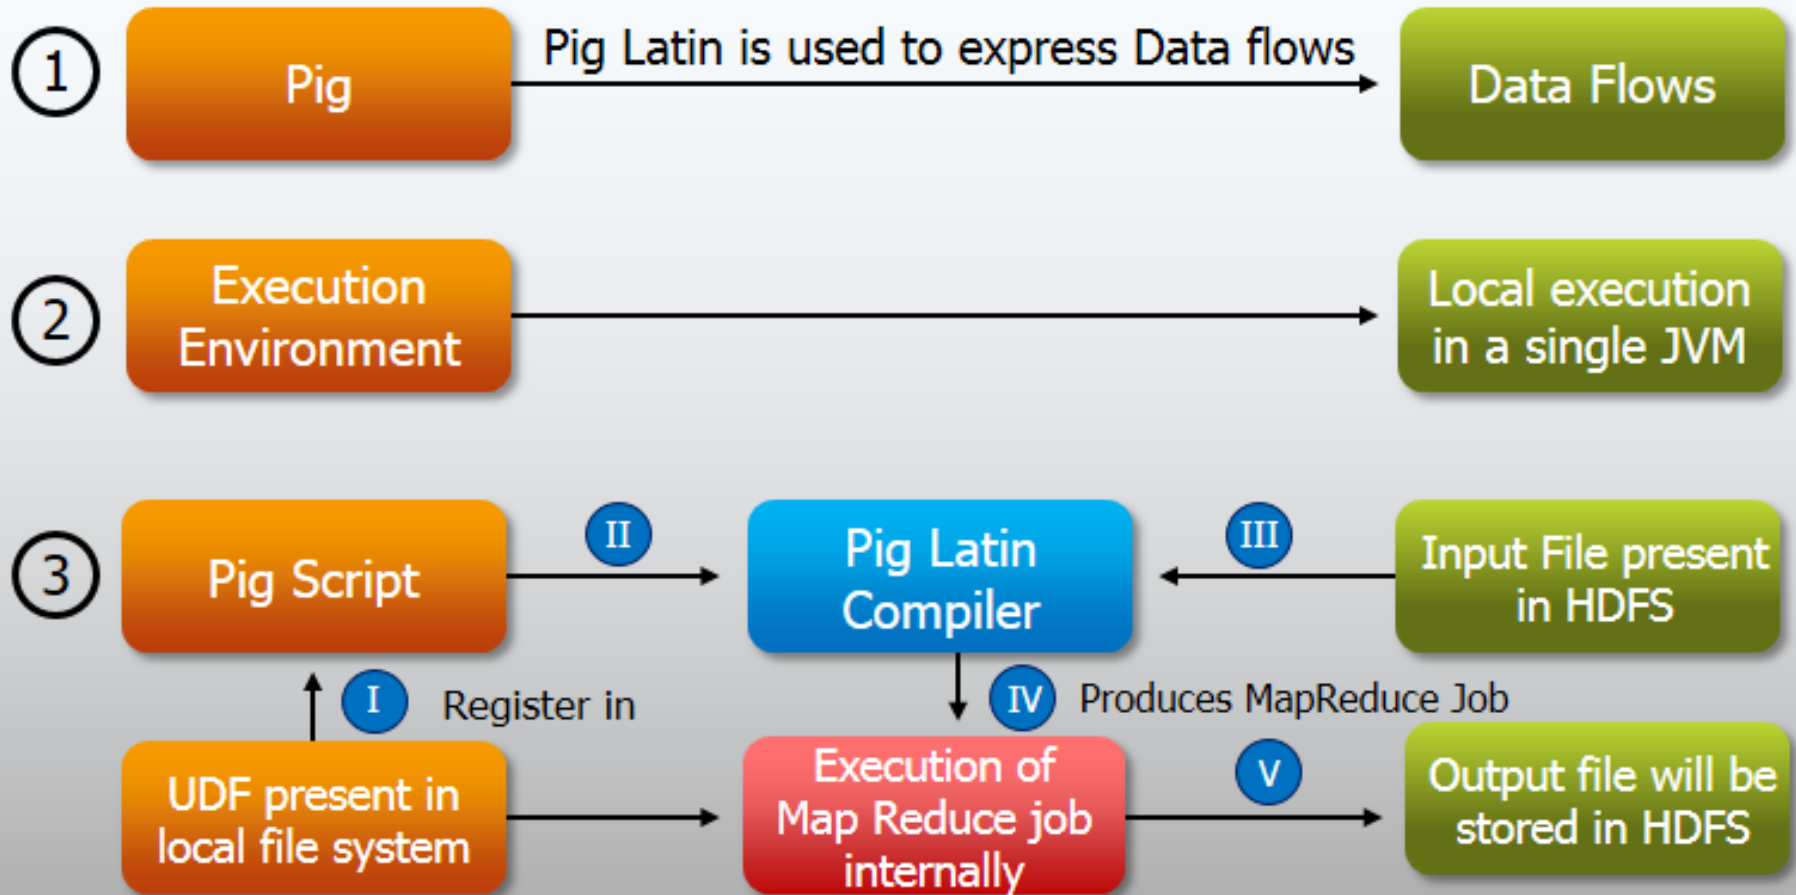 1
Pig
Pig Latin is used to express Data flows
Data Flows
2
Execution
Environment
Local execution
in a single JVM
3
Pig Script
II
Pig Latin
Compiler
III
Input File present
in HDFS
I
Register in
IV
Produces MapReduce Job
UDF present in
local file system
Execution of
Map Reduce job
internally
V
Output file will be
stored in HDFS